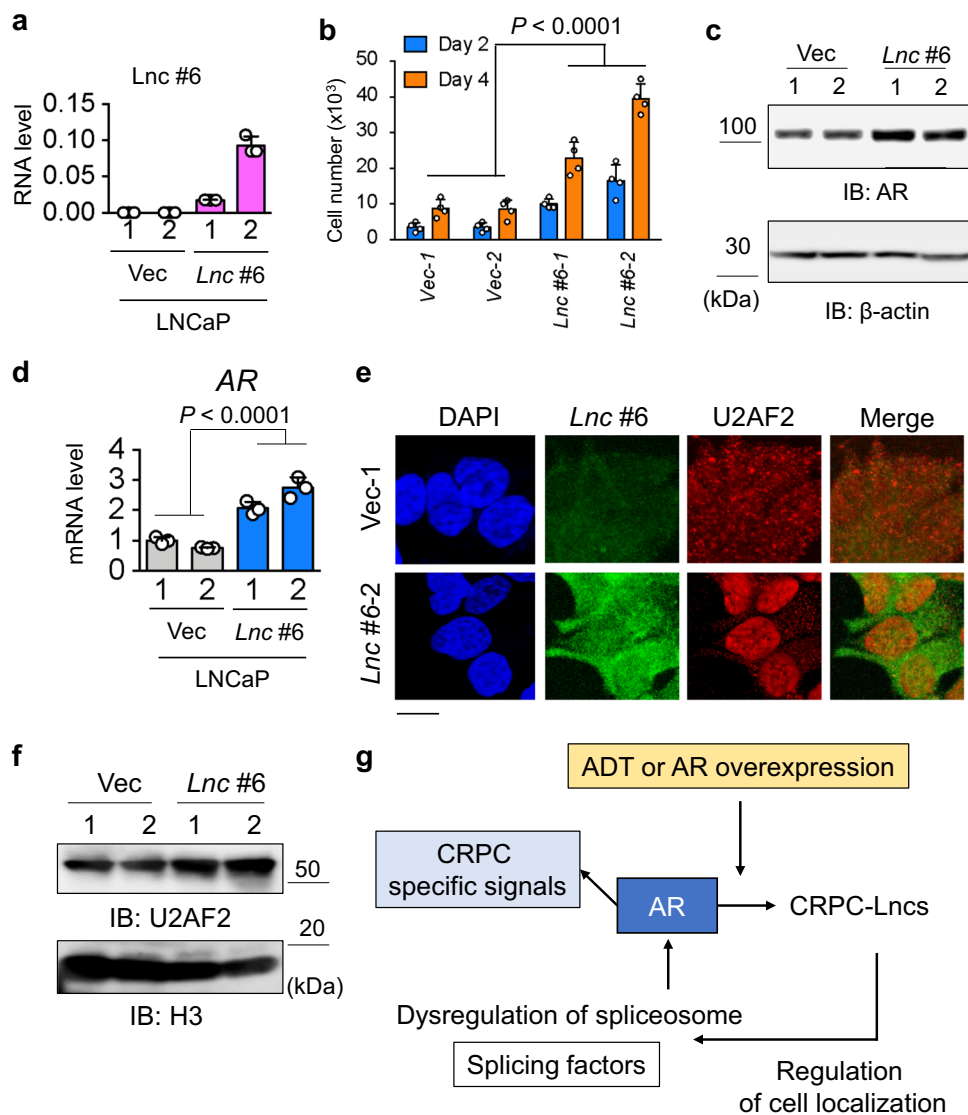 a
Lnc #6
RNA level
0.15
0.10
0.05
0.00
1 2 1 2
Vec Lnc #6
LNCaP
b
P < 0.0001
Day 2
Day 4
Cell number (x10³)
50
40
30
20
10
0
Vec-1
Vec-2
Lnc #6-1
Lnc #6-2
c
Vec Lnc #6
1 2 1 2
100
IB: AR
30
(kDa)
IB: β-actin
d
AR
P < 0.0001
mRNA level
4
3
2
1
0
1 2 1 2
Vec Lnc #6
LNCaP
e
DAPI Lnc #6 U2AF2 Merge
Vec-1
Lnc #6-2
f
Vec Lnc #6
1 2 1 2
50
IB: U2AF2
20
(kDa)
IB: H3
g
ADT or AR overexpression
CRPC
specific signals
AR
CRPC-Lncs
Dysregulation of spliceosome
Splicing factors
Regulation
of cell localization